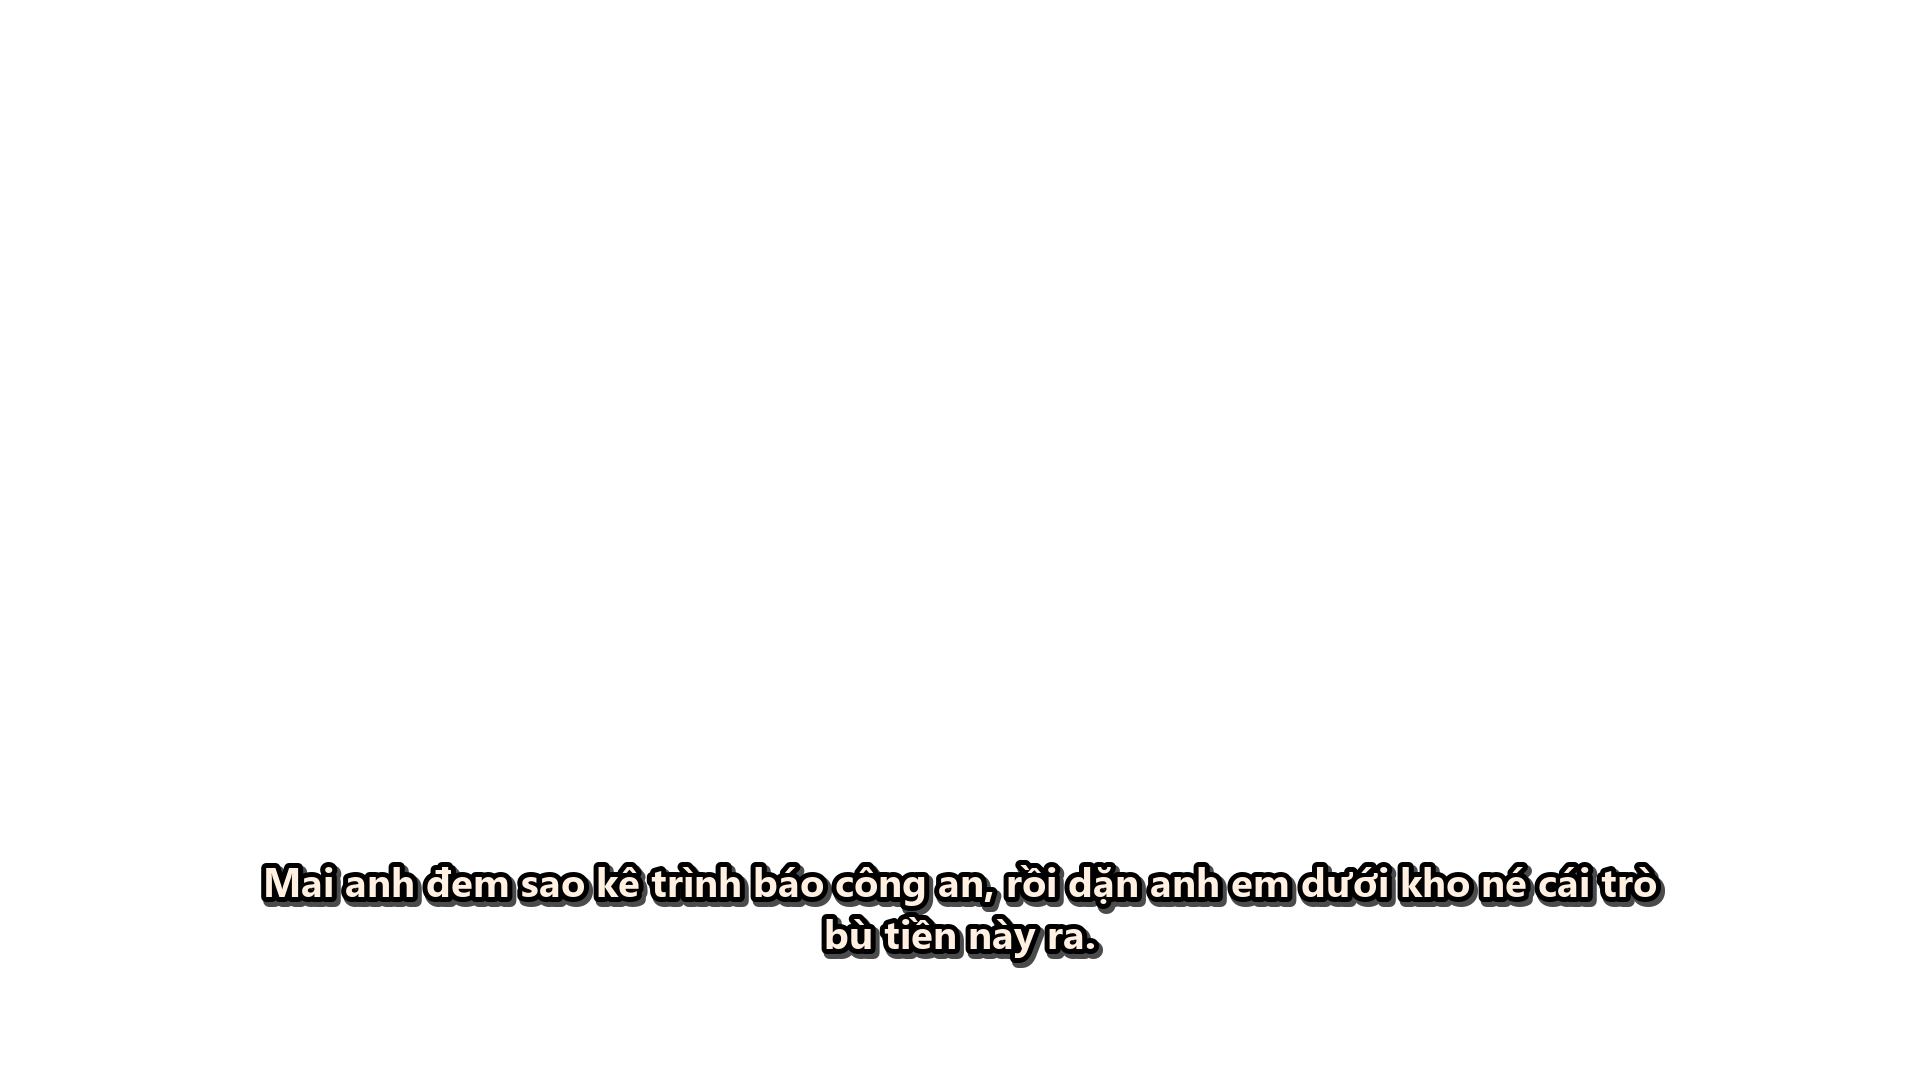 Mai anh đem sao kê trình báo công an, rồi dặn anh em dưới kho né cái trò
bù tiền này ra.